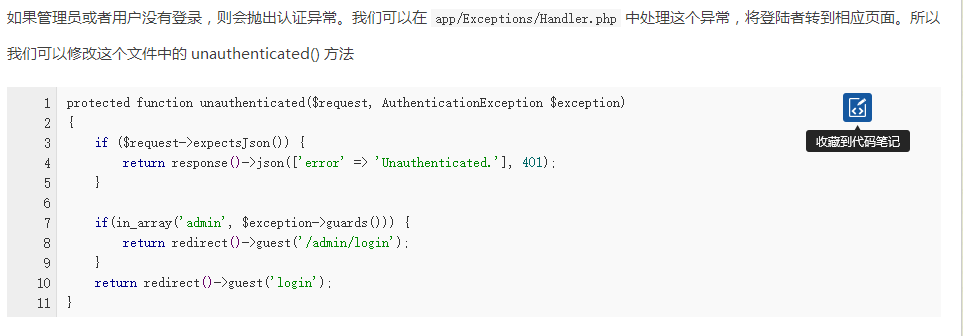 如果管理员或者用户没有登录，则会抛出认证异常。我们可以在 app/Exceptions/Handler.php 中处理这个异常，将登陆者转到相应页面。所以
我们可以修改这个文件中的 unauthenticated() 方法
1 protected function unauthenticated($request, AuthenticationException $exception)
2 {
3     if ($request->expectsJson()) {
4         return response()->json(['error' => 'Unauthenticated.'], 401);
5     }
6
7     if(in_array('admin', $exception->guards())) {
8         return redirect()->guest('/admin/login');
9     }
10     return redirect()->guest('login');
11 }
收藏到代码笔记